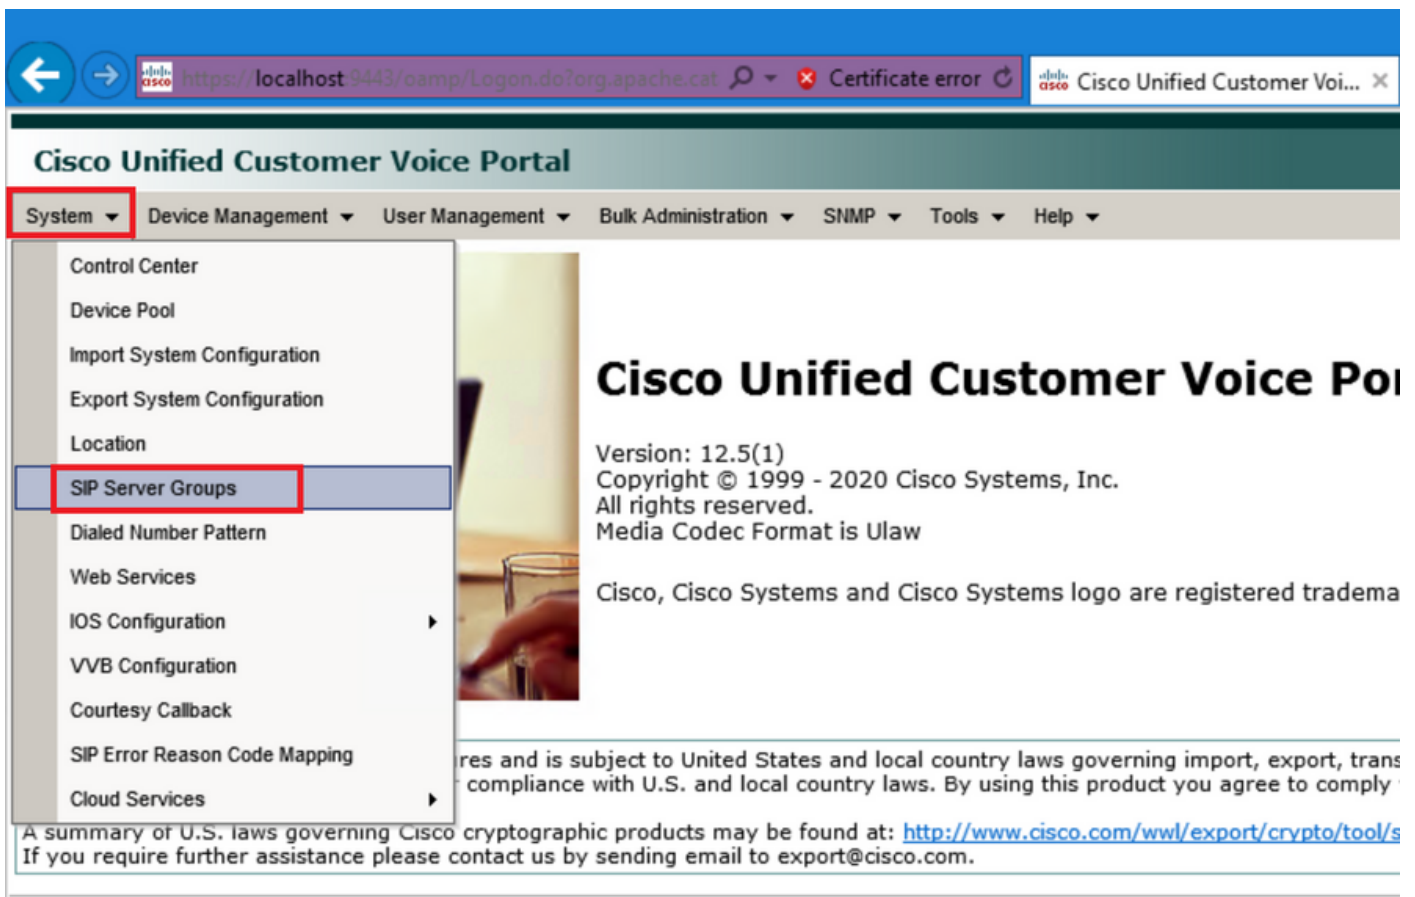 https://localhost:9443/oamp/Logon.do?org.apache.cat
Certificate error
Cisco Unified Customer Voi...
Cisco Unified Customer Voice Portal
System Device Management User Management Bulk Administration SNMP Tools Help
Control Center
Device Pool
Import System Configuration
Export System Configuration
Location
SIP Server Groups
Dialed Number Pattern
Web Services
IOS Configuration
VVB Configuration
Courtesy Callback
SIP Error Reason Code Mapping
Cloud Services
Cisco Unified Customer Voice Por
Version: 12.5(1)
Copyright © 1999 - 2020 Cisco Systems, Inc.
All rights reserved.
Media Codec Format is Ulaw
Cisco, Cisco Systems and Cisco Systems logo are registered tradema
res and is subject to United States and local country laws governing import, export, trans
compliance with U.S. and local country laws. By using this product you agree to comply
A summary of U.S. laws governing Cisco cryptographic products may be found at: http://www.cisco.com/wwl/export/crypto/tool/s
If you require further assistance please contact us by sending email to export@cisco.com.